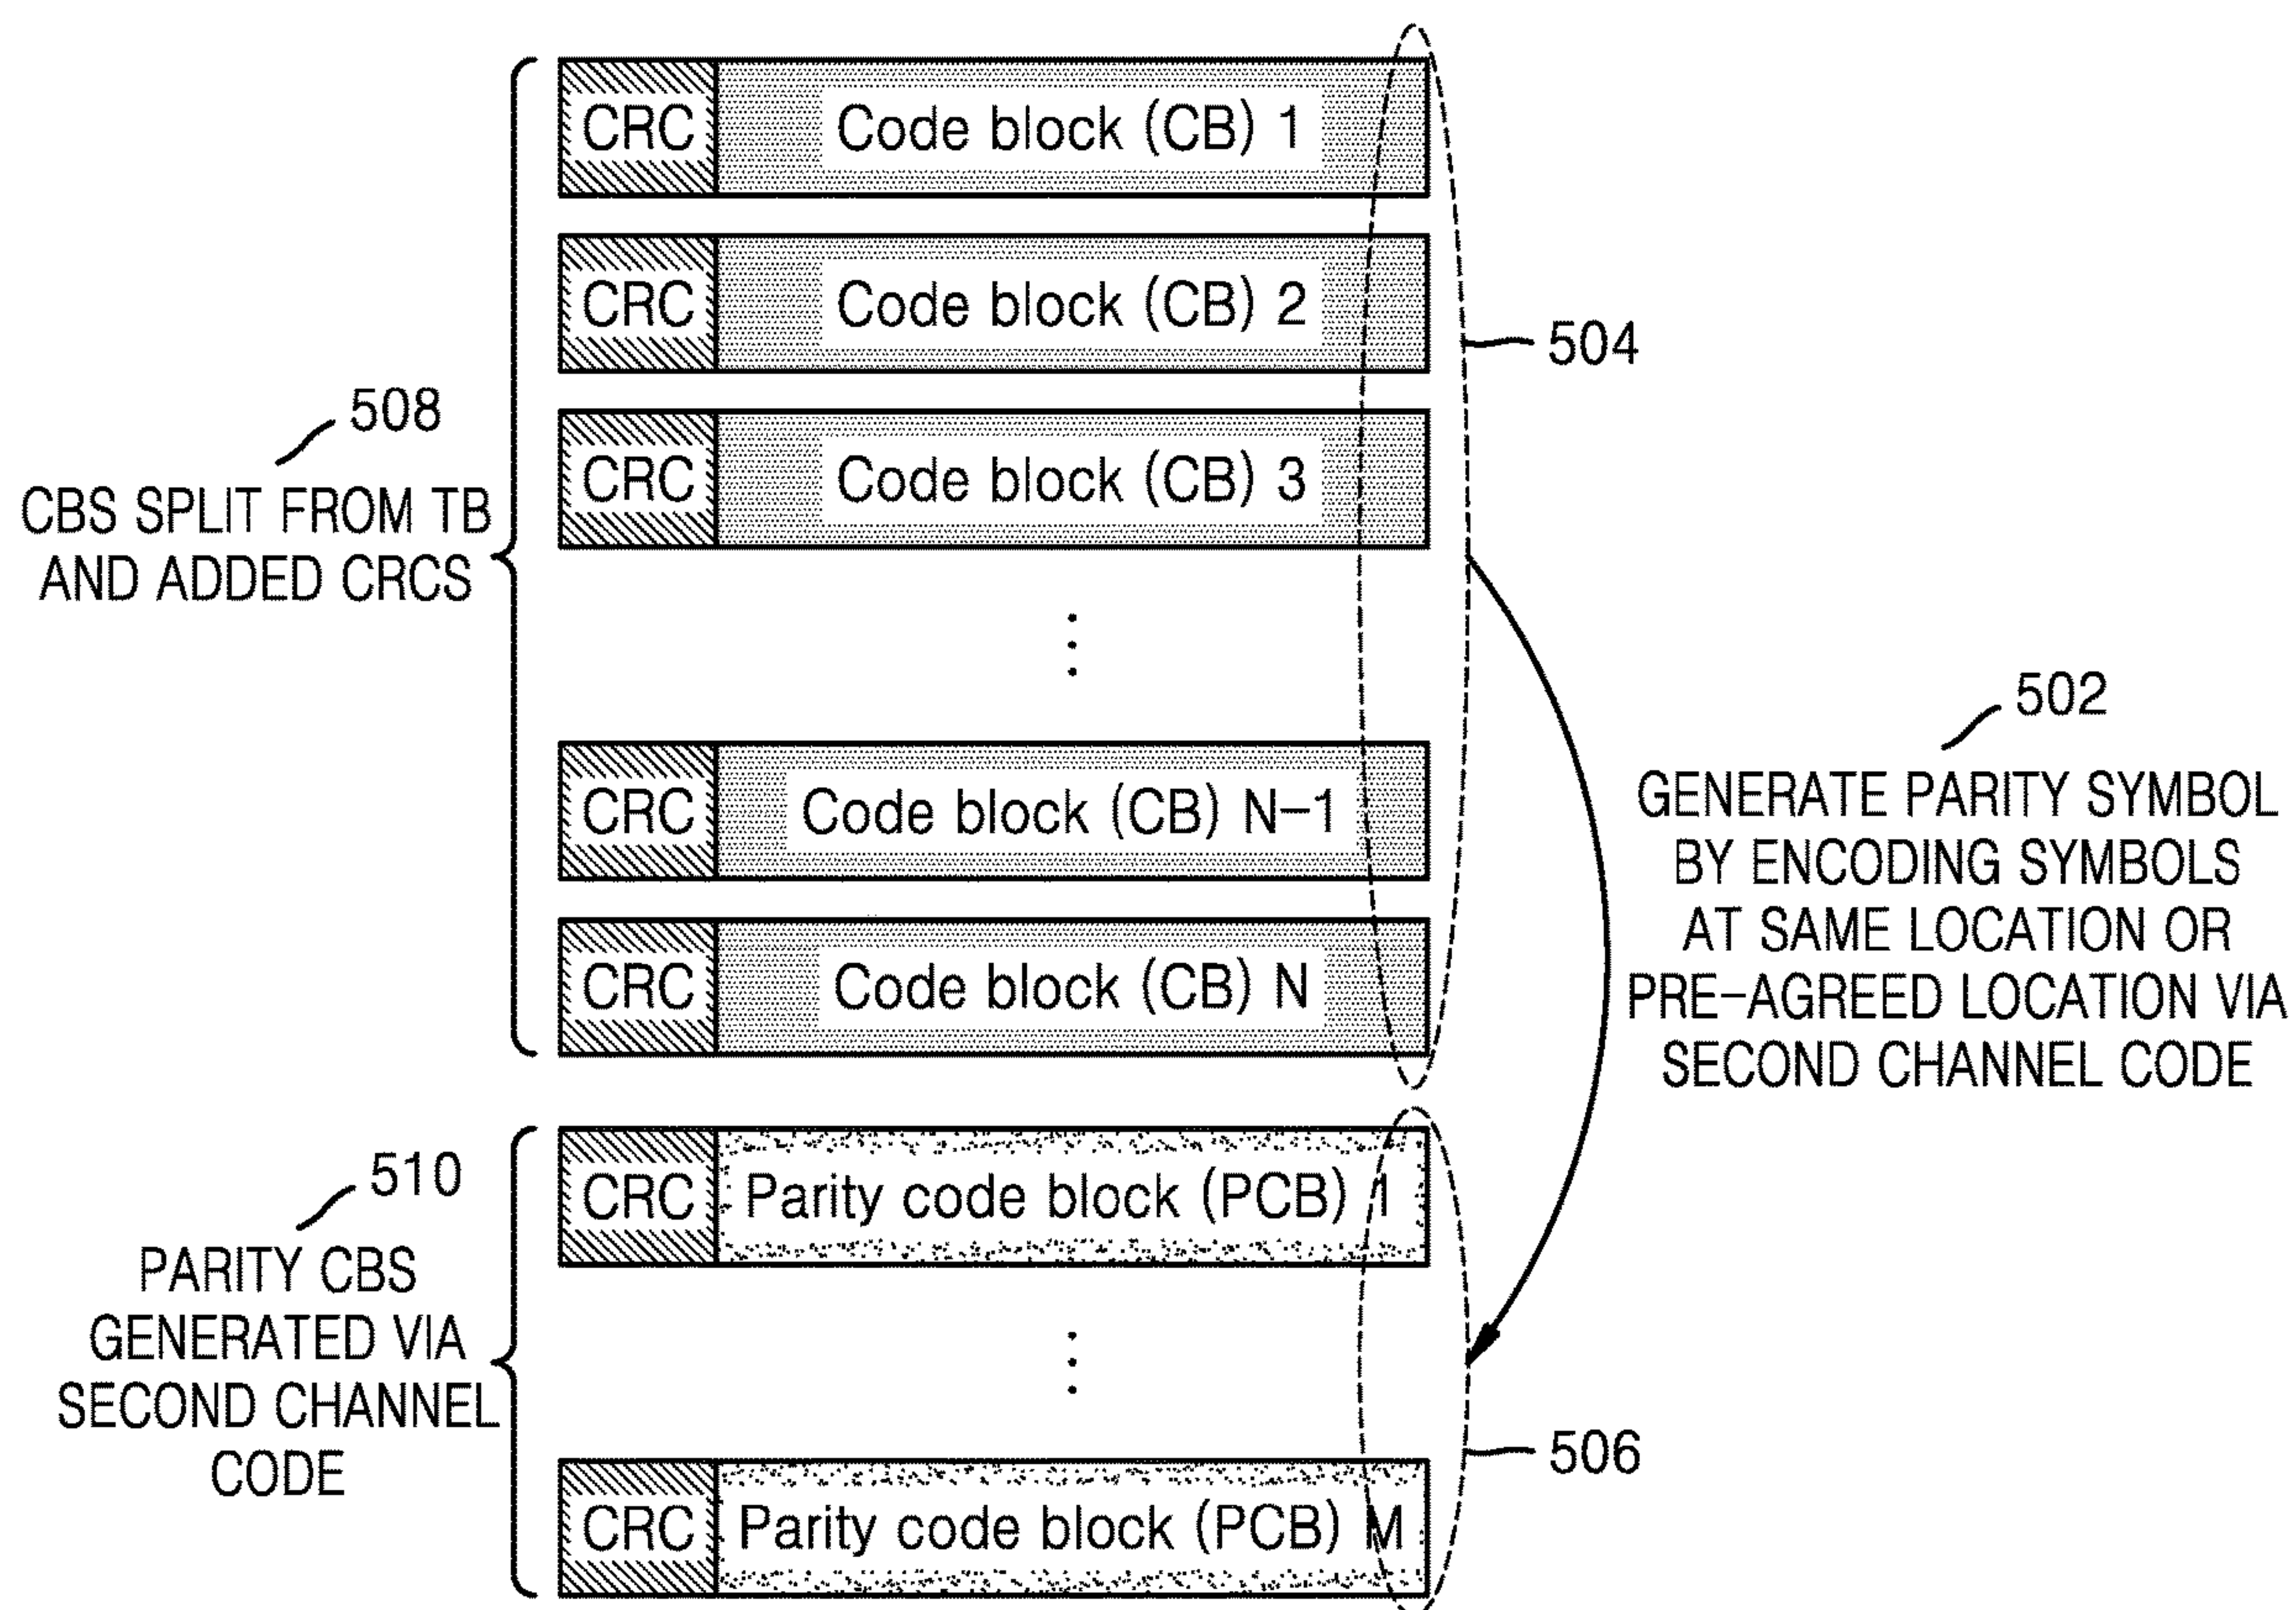 CRC Code block (CB) 1
CRC Code block (CB) 2
504
CRC Code block (CB) 3
508
CBS SPLIT FROM TB
AND ADDED CRCS
502
GENERATE PARITY SYMBOL
BY ENCODING SYMBOLS
AT SAME LOCATION OR
PRE-AGREED LOCATION VIA
SECOND CHANNEL CODE
CRC Code block (CB) N-1
CRC Code block (CB) N
510
PARITY CBS
GENERATED VIA
SECOND CHANNEL
CODE
CRC Parity code block (PCB) 1
506
CRC Parity code block (PCB) M